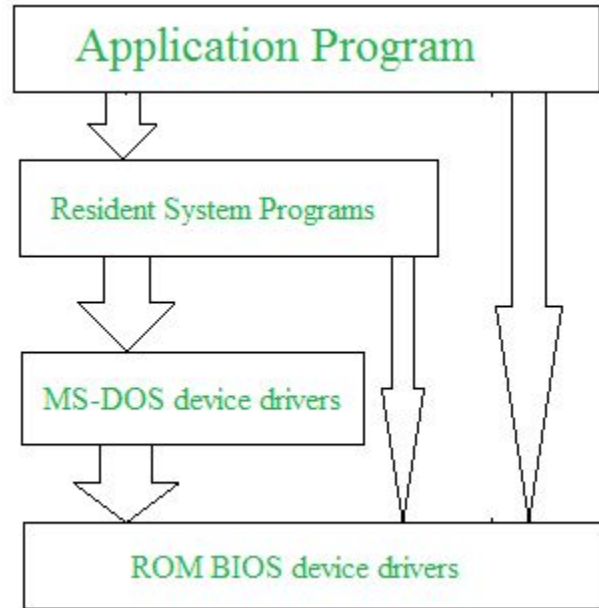 Application Program
Resident System Programs
MS-DOS device drivers
ROM BIOS device drivers